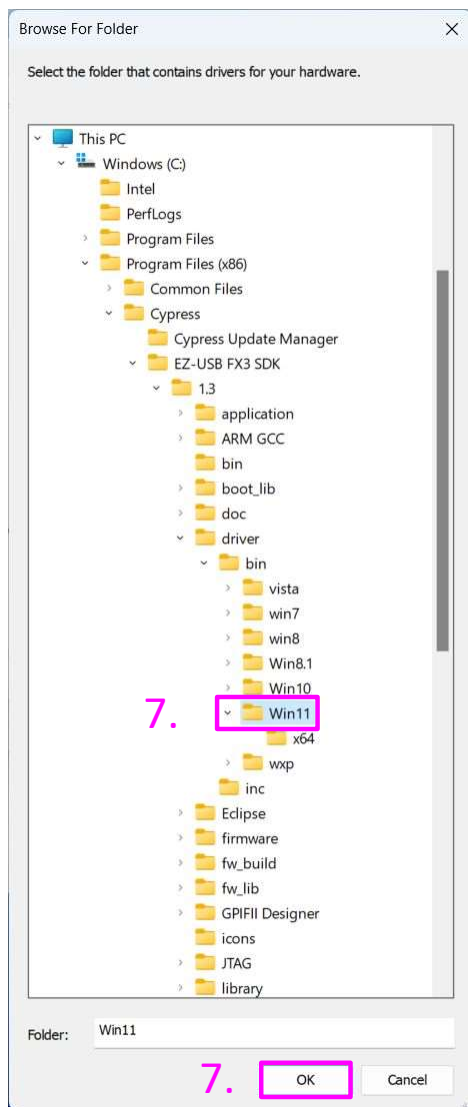 Browse For Folder
Select the folder that contains drivers for your hardware.
This PC
Windows (C:)
Intel
PerfLogs
Program Files
Program Files (x86)
Common Files
Cypress
Cypress Update Manager
EZ-USB FX3 SDK
1.3
application
ARM GCC
bin
boot_lib
doc
driver
bin
vista
win7
win8
Win8.1
Win10
7. Win11
x64
wxp
inc
Eclipse
firmware
fw_build
fw_lib
GPIFII Designer
icons
JTAG
library
Folder: Win11
7. OK Cancel